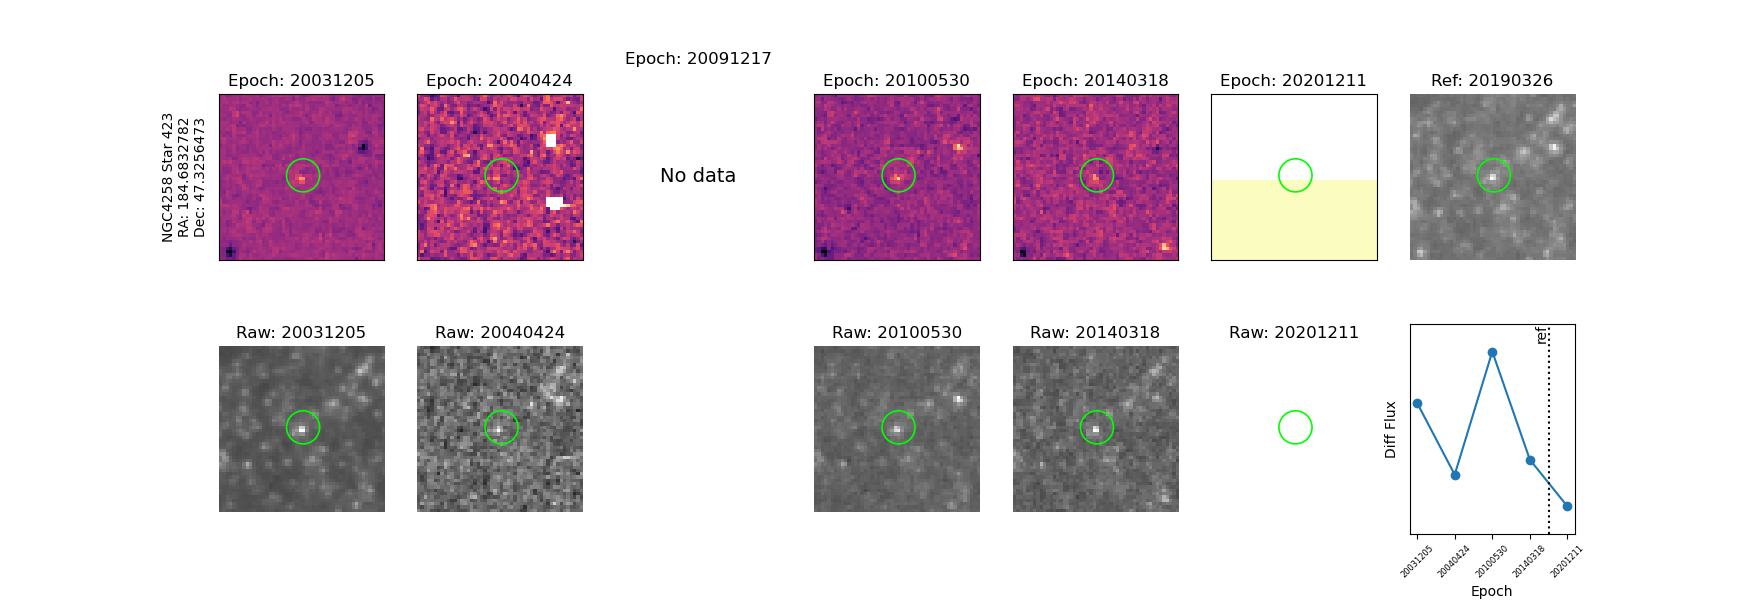 Epoch: 20091217
Epoch: 20031205
Epoch: 20040424
Epoch: 20100530
Epoch: 20140318
Epoch: 20201211
Ref: 20190326
NGC4258 Star 423
RA: 184.6832782
Dec: 47.3256473
No data
Raw: 20031205
Raw: 20040424
Raw: 20100530
Raw: 20140318
Raw: 20201211
ref
Diff Flux
20031205
20040424
20100530
20140318
20201211
Epoch